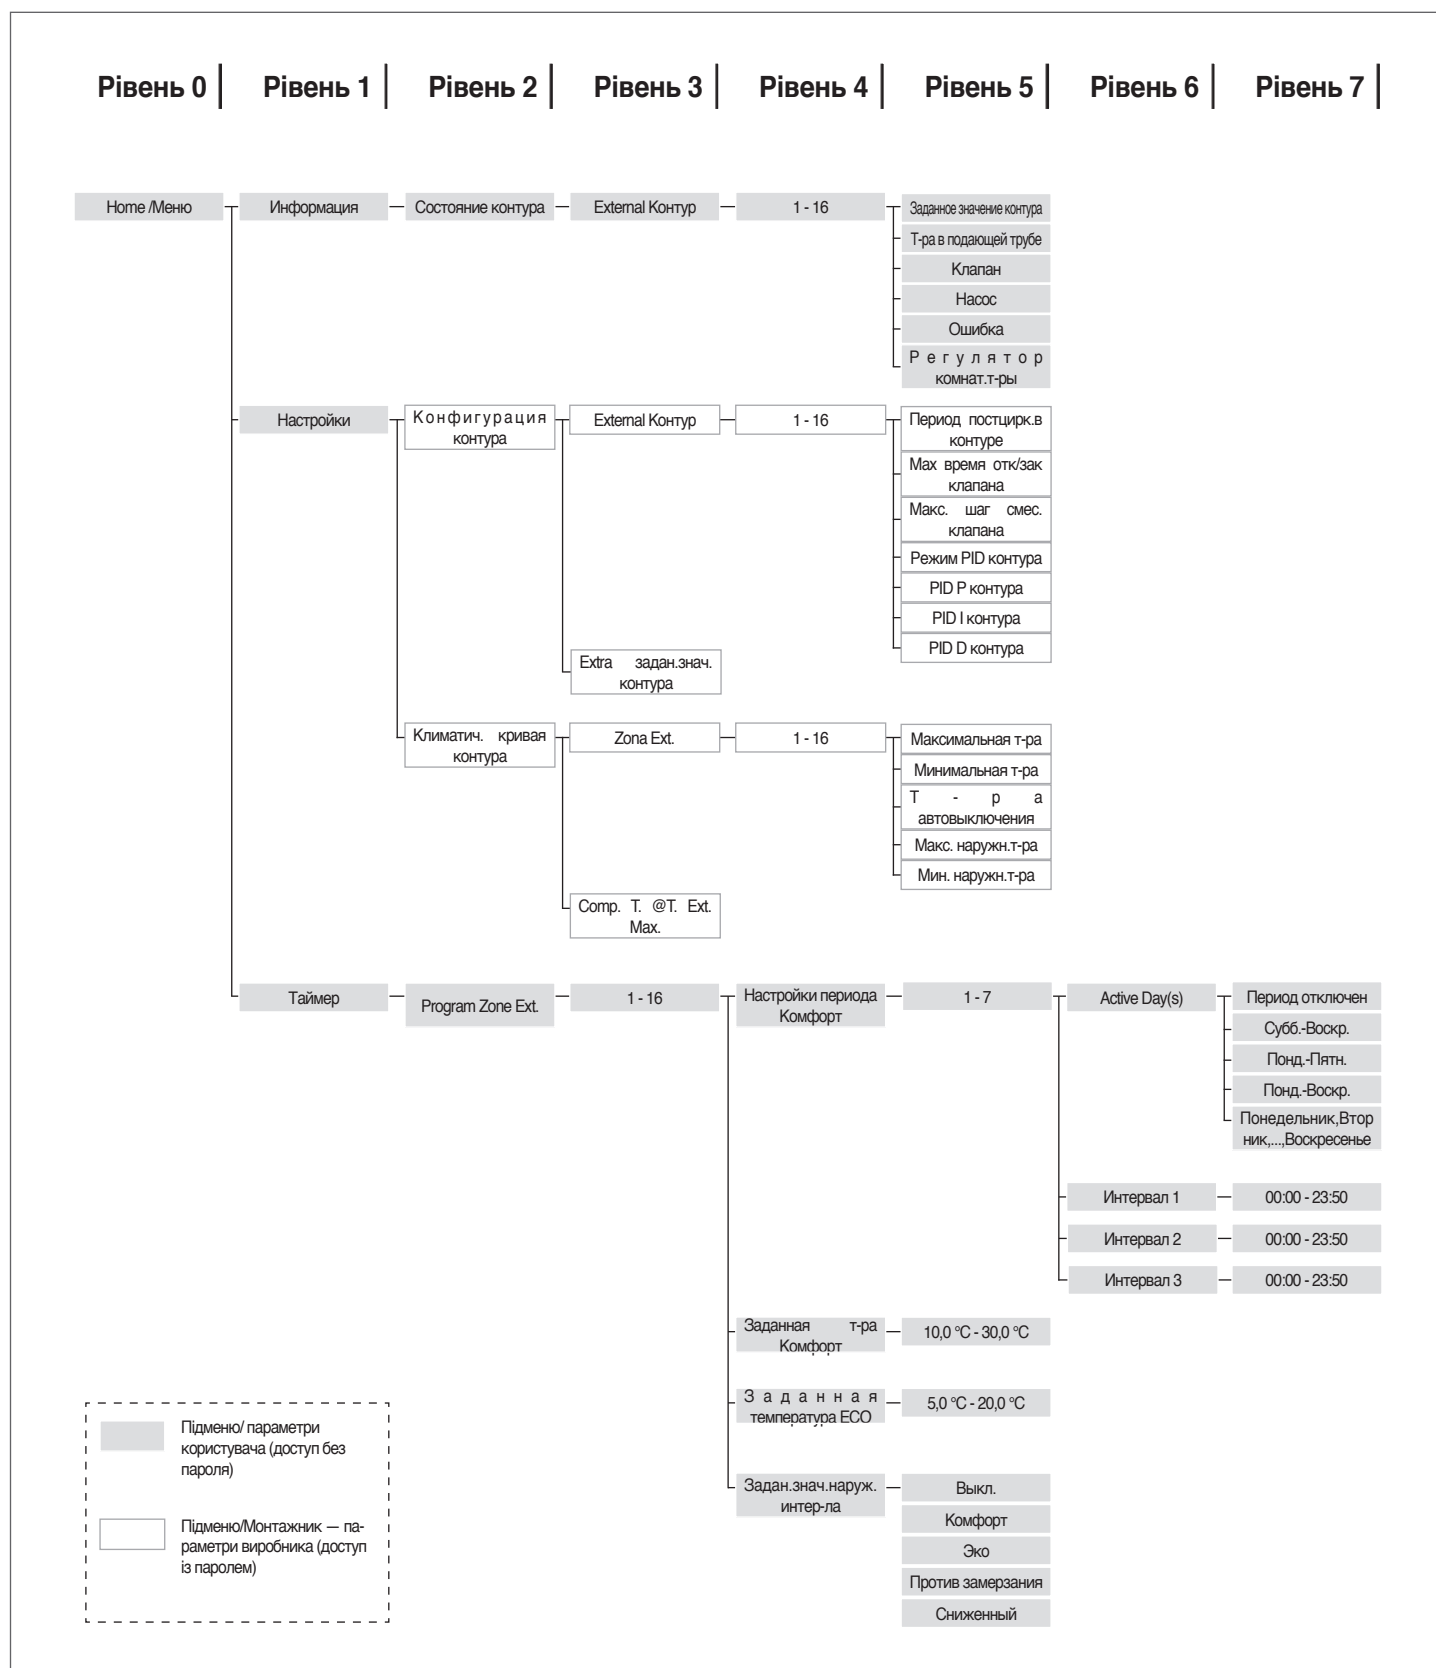 Рівень 0
Рівень 1
Рівень 2
Рівень 3
Рівень 4
Рівень 5
Рівень 6
Рівень 7
Home /Меню
Информация
Состояние контура
External Контур
1 - 16
Заданное значение контура
Т-ра в подающей трубе
Клапан
Насос
Ошибка
Регулятор
комнат.т-ры
Настройки
Конфигурация
контура
External Контур
1 - 16
Период постцирк.в
контуре
Мах время отк/зак
клапана
Макс. шаг смес.
клапана
Режим PID контура
PID P контура
PID I контура
PID D контура
Extra задан.знач.
контура
Климатич. кривая
контура
Zona Ext.
1 - 16
Максимальная т-ра
Минимальная т-ра
Т - ра
автовыключения
Макс. наружн.т-ра
Мин. наружн.т-ра
Comp. T. @T. Ext.
Max.
Таймер
Program Zone Ext.
1 - 16
Настройки периода
Комфорт
1 - 7
Active Day(s)
Период отключен
Субб.-Воскр.
Понд.-Пятн.
Понд.-Воскр.
Понедельник,Втор
ник,...,Воскресенье
Интервал 1
00:00 - 23:50
Интервал 2
00:00 - 23:50
Интервал 3
00:00 - 23:50
Заданная т-ра
Комфорт
10,0 °C - 30,0 °C
Заданная
температура ECO
5,0 °C - 20,0 °C
Задан.знач.наруж.
интер-ла
Выкл.
Комфорт
Эко
Против замерзания
Сниженный
Підменю/ параметри
користувача (доступ без
пароля)
Підменю/Монтажник — па-
раметри виробника (доступ
із паролем)